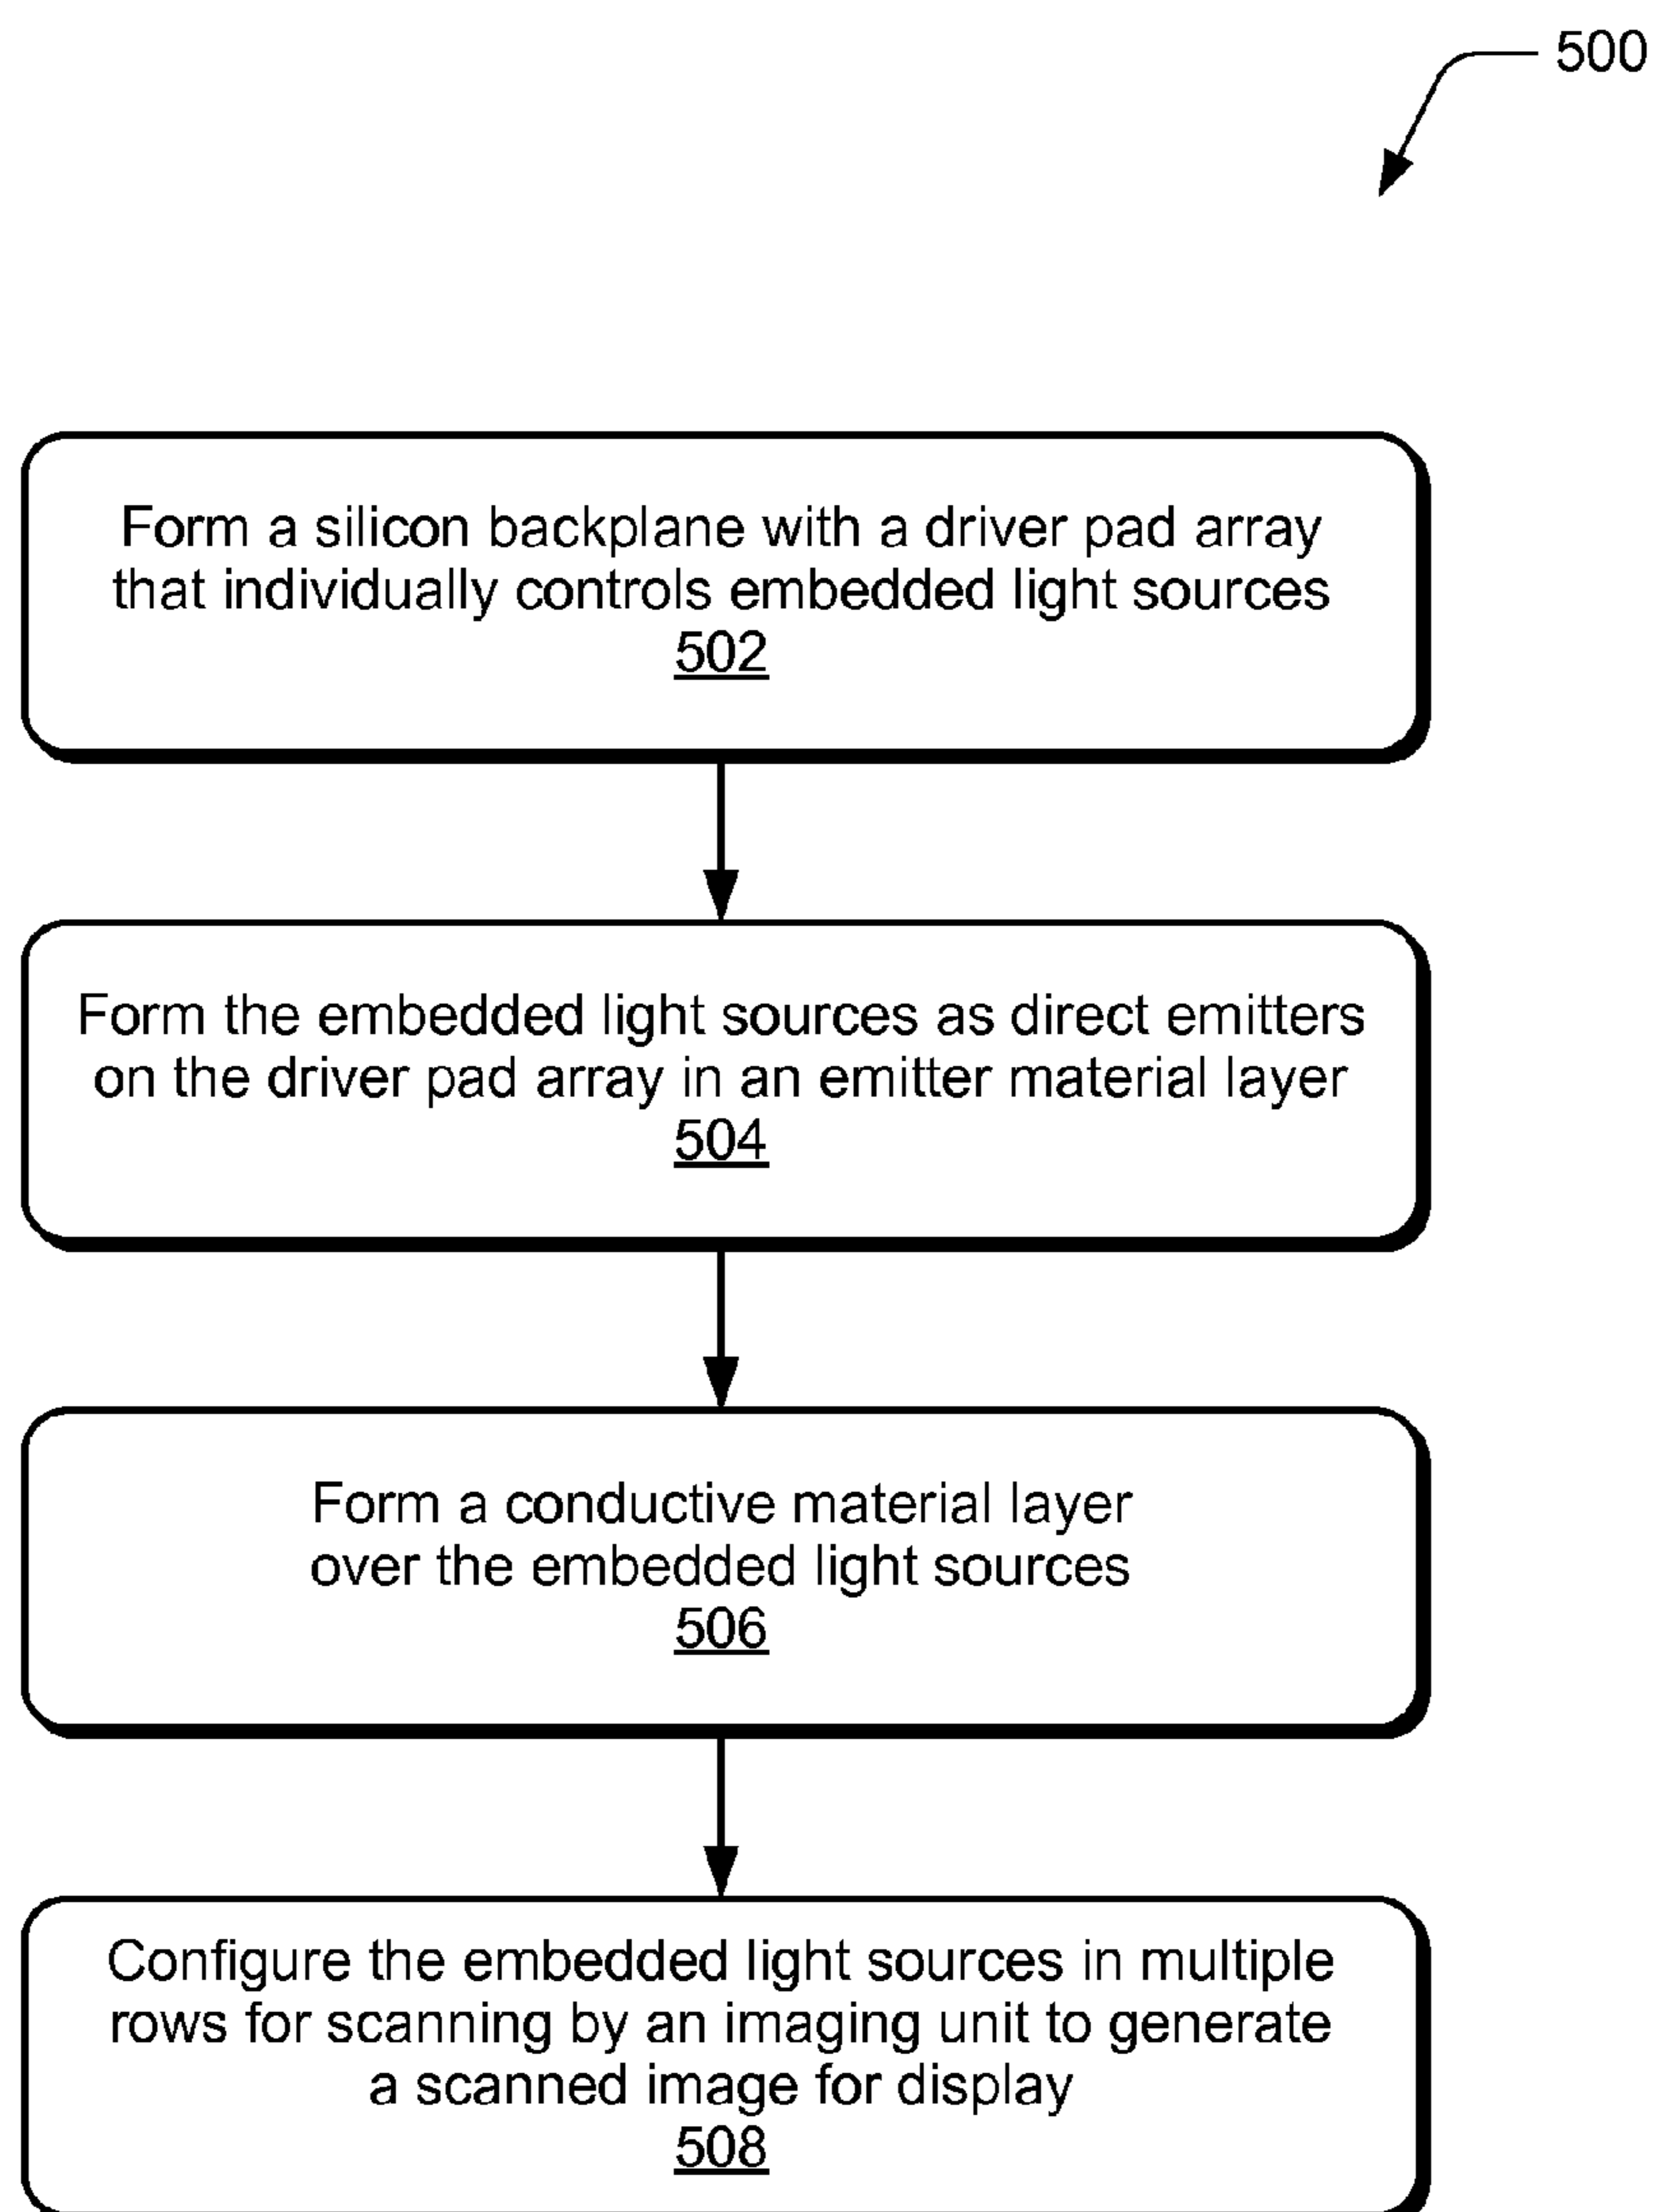 500
Form a silicon backplane with a driver pad array
that individually controls embedded light sources
502
Form the embedded light sources as direct emitters
on the driver pad array in an emitter material layer
504
Form a conductive material layer
over the embedded light sources
506
Configure the embedded light sources in multiple
rows for scanning by an imaging unit to generate
a scanned image for display
508